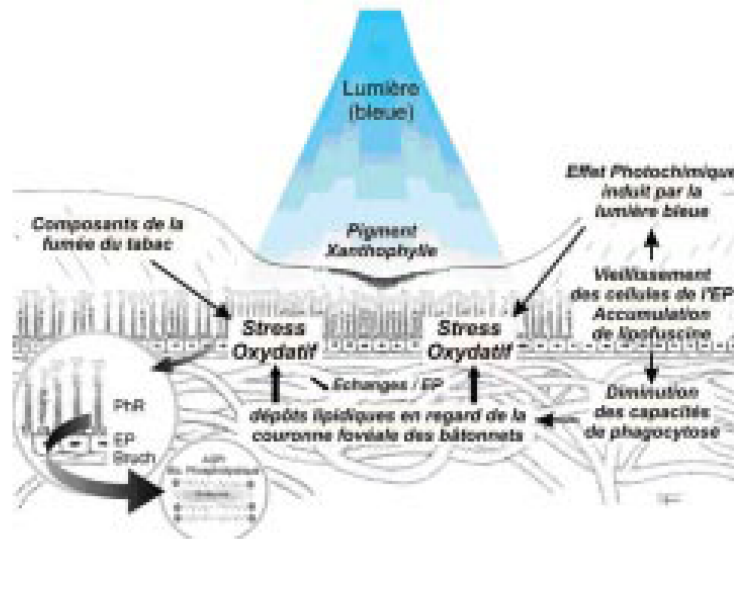 Lumière
(bleue)
Effet Photochimique
induit par la
lumière bleue
Composants de la
fumée du tabac
Pigment
Xanthophylle
Vieillissement
des cellules de l'EP
Accumulation
de lipofuscine
Stress
Oxydatif
Stress
Oxydatif
Echanges / EP
Diminution
des capacités
de phagocytose
dépôts lipidiques en regard de la
couronne fovéale des bâtonnets
PhR
EP
Bruch